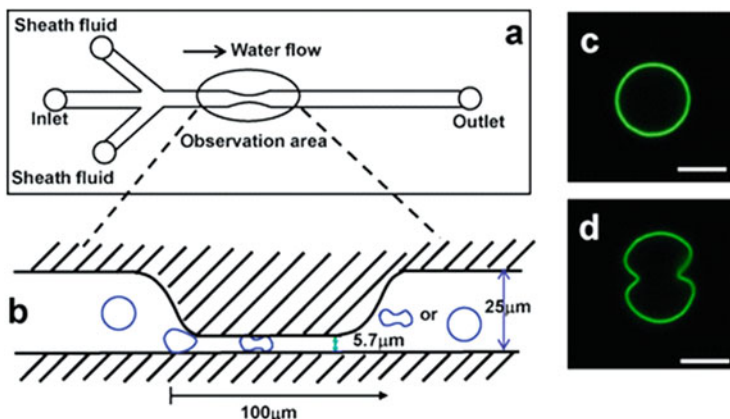 Sheath fluid
a
Water flow
Inlet
Outlet
Observation area
Sheath fluid
b
or
25μm
5.7μm
100μm
c
d